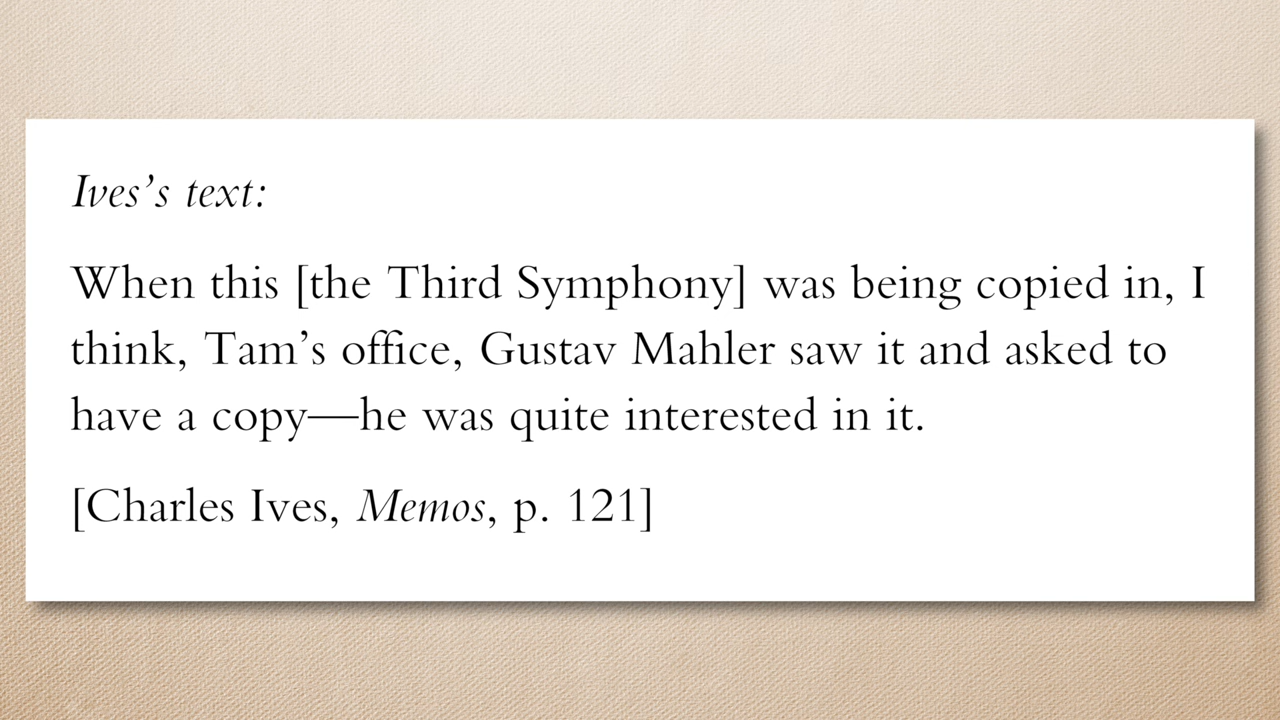 Ives’s text:
When this [the Third Symphony] was being copied in, I
think, Tam’s office, Gustav Mahler saw it and asked to
have a copy—he was quite interested in it.
[Charles Ives, Memos, p. 121]